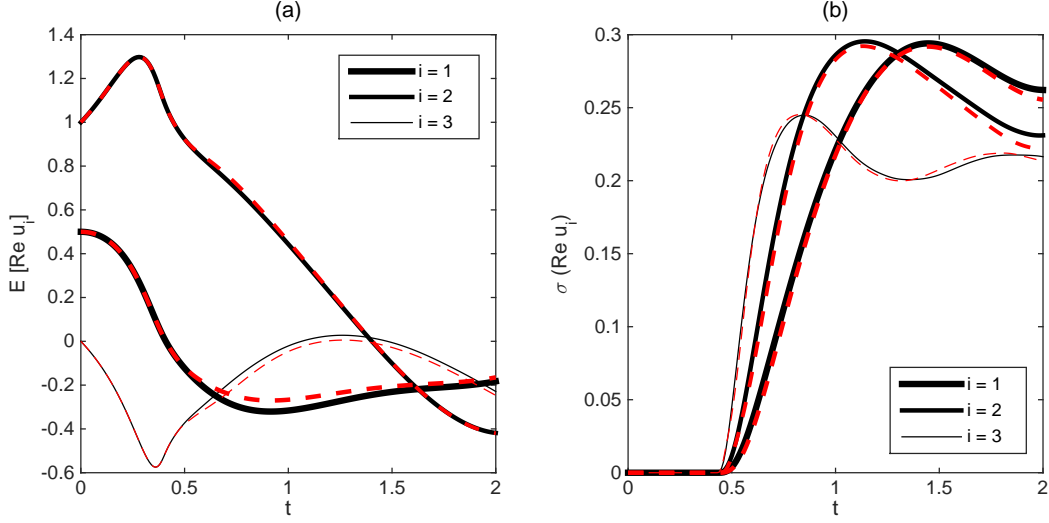 (a)
E [Re u_i]
1.4
1.2
1
0.8
0.6
0.4
0.2
0
-0.2
-0.4
-0.6
i = 1
i = 2
i = 3
0 0.5 1 1.5 2
t
(b)
σ (Re u_i)
0.3
0.25
0.2
0.15
0.1
0.05
0
i = 1
i = 2
i = 3
0 0.5 1 1.5 2
t